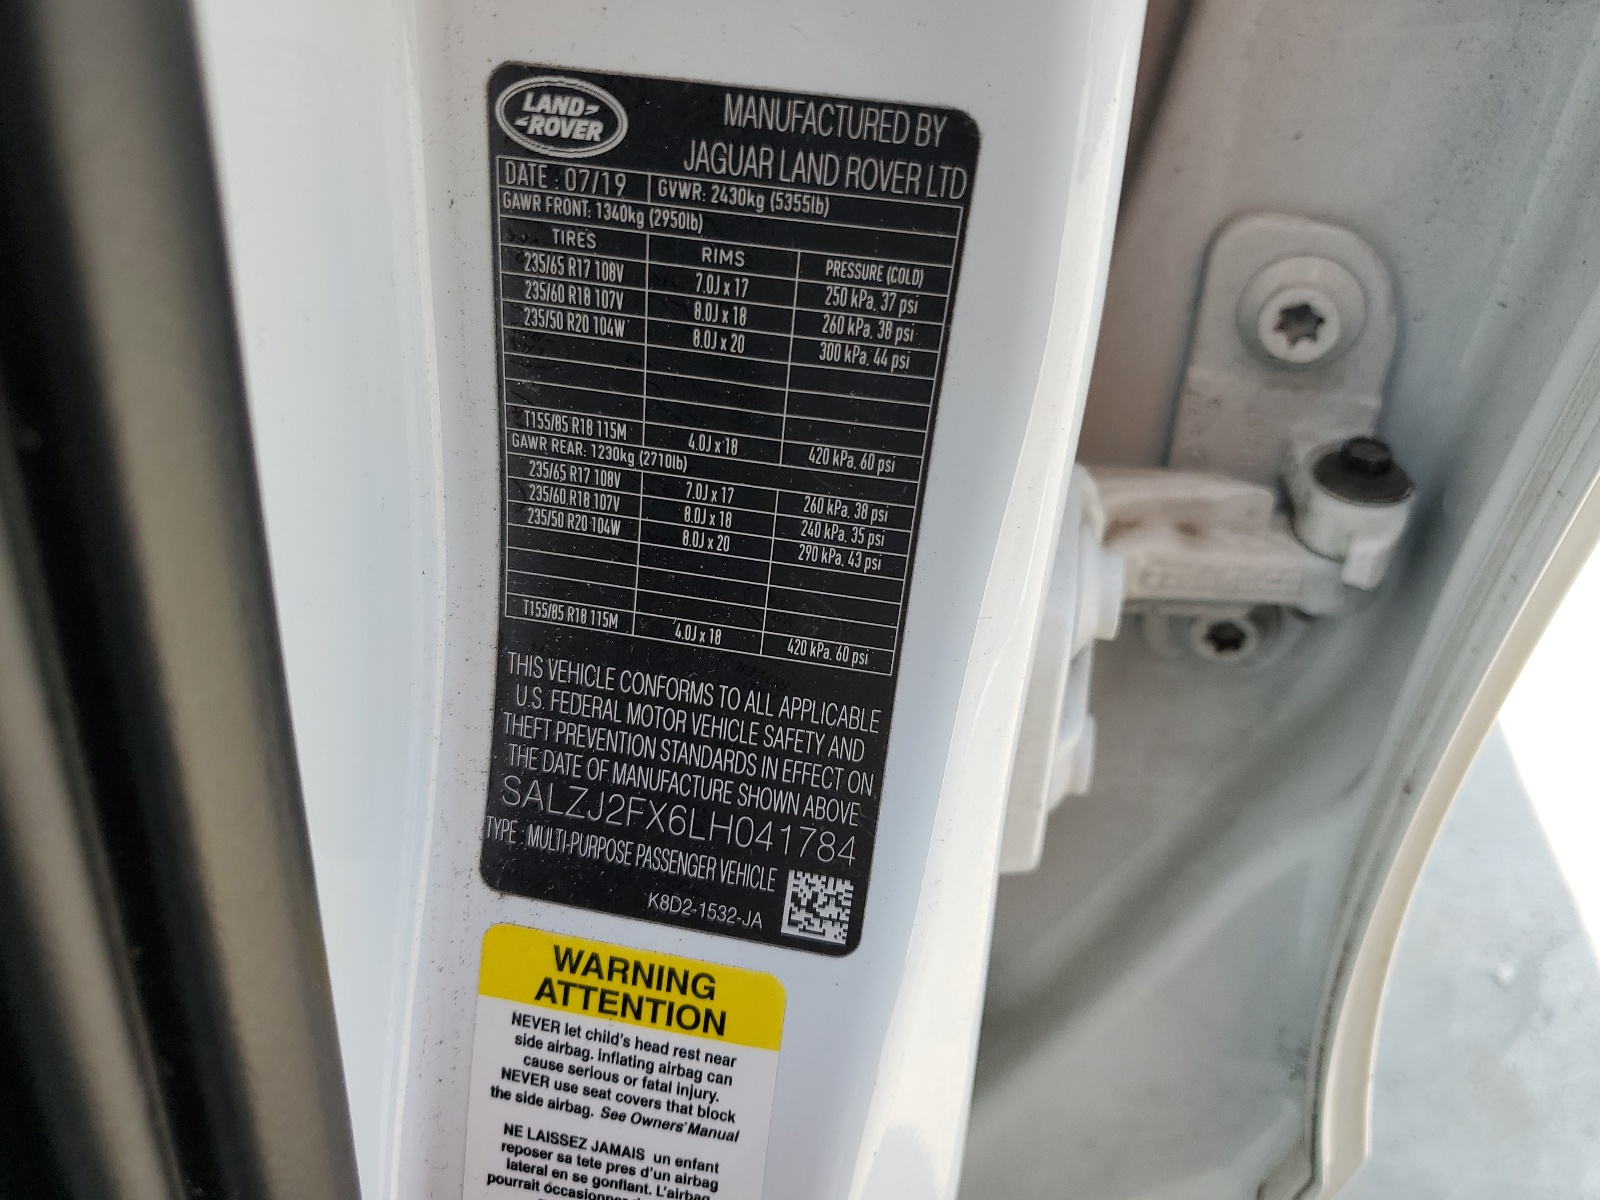 LAND-
-ROVER
MANUFACTURED BY
JAGUAR LAND ROVER LTD
DATE : 07/19 GVWR: 2430kg (5355lb)
GAWR FRONT: 1340kg (2950lb)
TIRES RIMS PRESSURE (COLD)
235/65 R17 108V 7.0J x 17 250 kPa, 37 psi
235/60 R18 107V 8.0J x 18 260 kPa, 38 psi
235/50 R20 104W 8.0J x 20 300 kPa, 44 psi
T155/85 R18 115M 4.0J x 18 420 kPa, 60 psi
GAWR REAR: 1230kg (2710lb)
235/65 R17 108V 7.0J x 17 260 kPa, 38 psi
235/60 R18 107V 8.0J x 18 240 kPa, 35 psi
235/50 R20 104W 8.0J x 20 290 kPa, 43 psi
T155/85 R18 115M 4.0J x 18 420 kPa, 60 psi
THIS VEHICLE CONFORMS TO ALL APPLICABLE
U.S. FEDERAL MOTOR VEHICLE SAFETY AND
THEFT PREVENTION STANDARDS IN EFFECT ON
THE DATE OF MANUFACTURE SHOWN ABOVE
SALZJ2FX6LH041784
TYPE : MULTI-PURPOSE PASSENGER VEHICLE
K8D2-1532-JA
WARNING
ATTENTION
NEVER let child's head rest near
side airbag, inflating airbag can
cause serious or fatal injury.
NEVER use seat covers that block
the side airbag. See Owners' Manual
NE LAISSEZ JAMAIS un enfant
reposer sa tete pres d'un airbag
lateral en se gonflant. L'airbag
pourrait occasionner